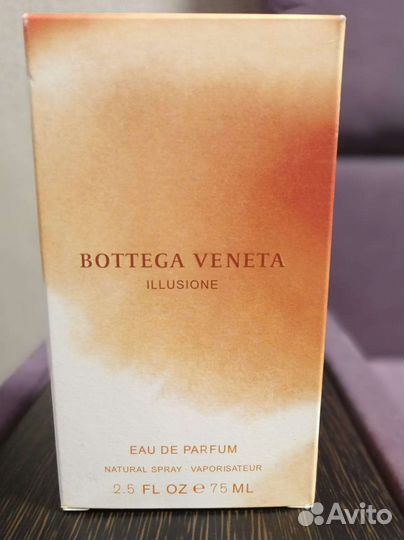 BOTTEGA VENETA
ILLUSIONE
EAU DE PARFUM
NATURAL SPRAY · VAPORISATEUR
2.5 FL OZ ℮ 75 ML
Avito